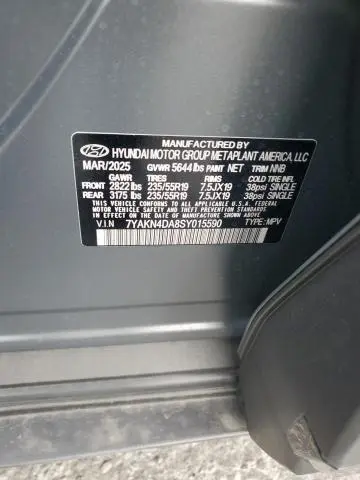 MANUFACTURED BY
HYUNDAI MOTOR GROUP METAPLANT AMERICA, LLC
MAR/2025 GVWR 5644 lbs PAINT NET TRIM NNB
GAWR TIRES RIMS COLD TIRE INFL.
FRONT 2822 lbs 235/55R19 7.5JX19 38psi SINGLE
REAR 3175 lbs 235/55R19 7.5JX19 38psi SINGLE
THIS VEHICLE CONFORMS TO ALL APPLICABLE U.S.A. FEDERAL
MOTOR VEHICLE SAFETY STANDARDS IN EFFECT ON THE
DATE OF MANUFACTURE SHOWN ABOVE.
V.I.N 7YAKN4DA8SY015590 TYPE: MPV